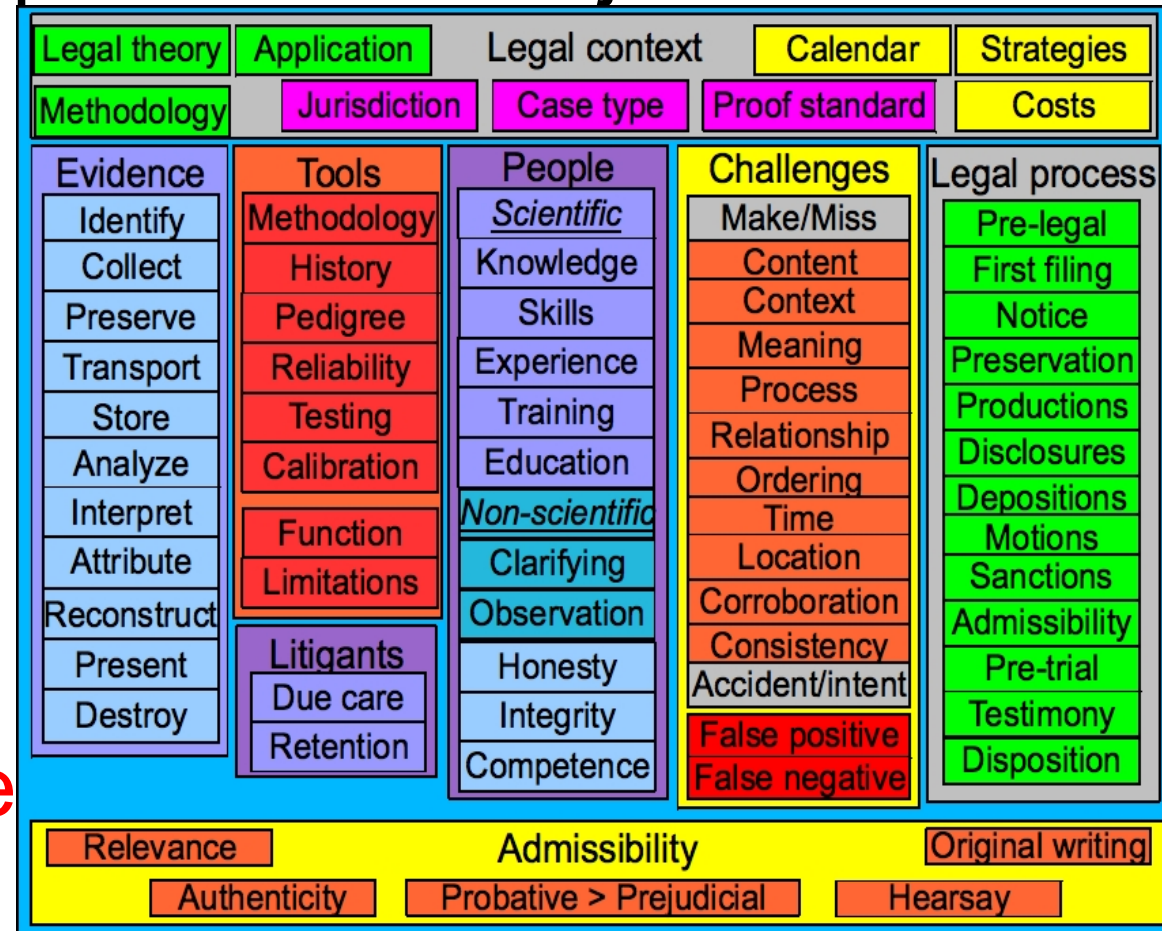 Legal theory Application Legal context Calendar Strategies
Methodology Jurisdiction Case type Proof standard Costs
Evidence
Identify
Collect
Preserve
Transport
Store
Analyze
Interpret
Attribute
Reconstruct
Present
Destroy
Tools
Methodology
History
Pedigree
Reliability
Testing
Calibration
Function
Limitations
Litigants
Due care
Retention
People
Scientific
Knowledge
Skills
Experience
Training
Education
Non-scientific
Clarifying
Observation
Honesty
Integrity
Competence
Challenges
Make/Miss
Content
Context
Meaning
Process
Relationship
Ordering
Time
Location
Corroboration
Consistency
Accident/intent
False positive
False negative
Legal process
Pre-legal
First filing
Notice
Preservation
Productions
Disclosures
Depositions
Motions
Sanctions
Admissibility
Pre-trial
Testimony
Disposition
Relevance Admissibility Original writing
Authenticity Probative > Prejudicial Hearsay